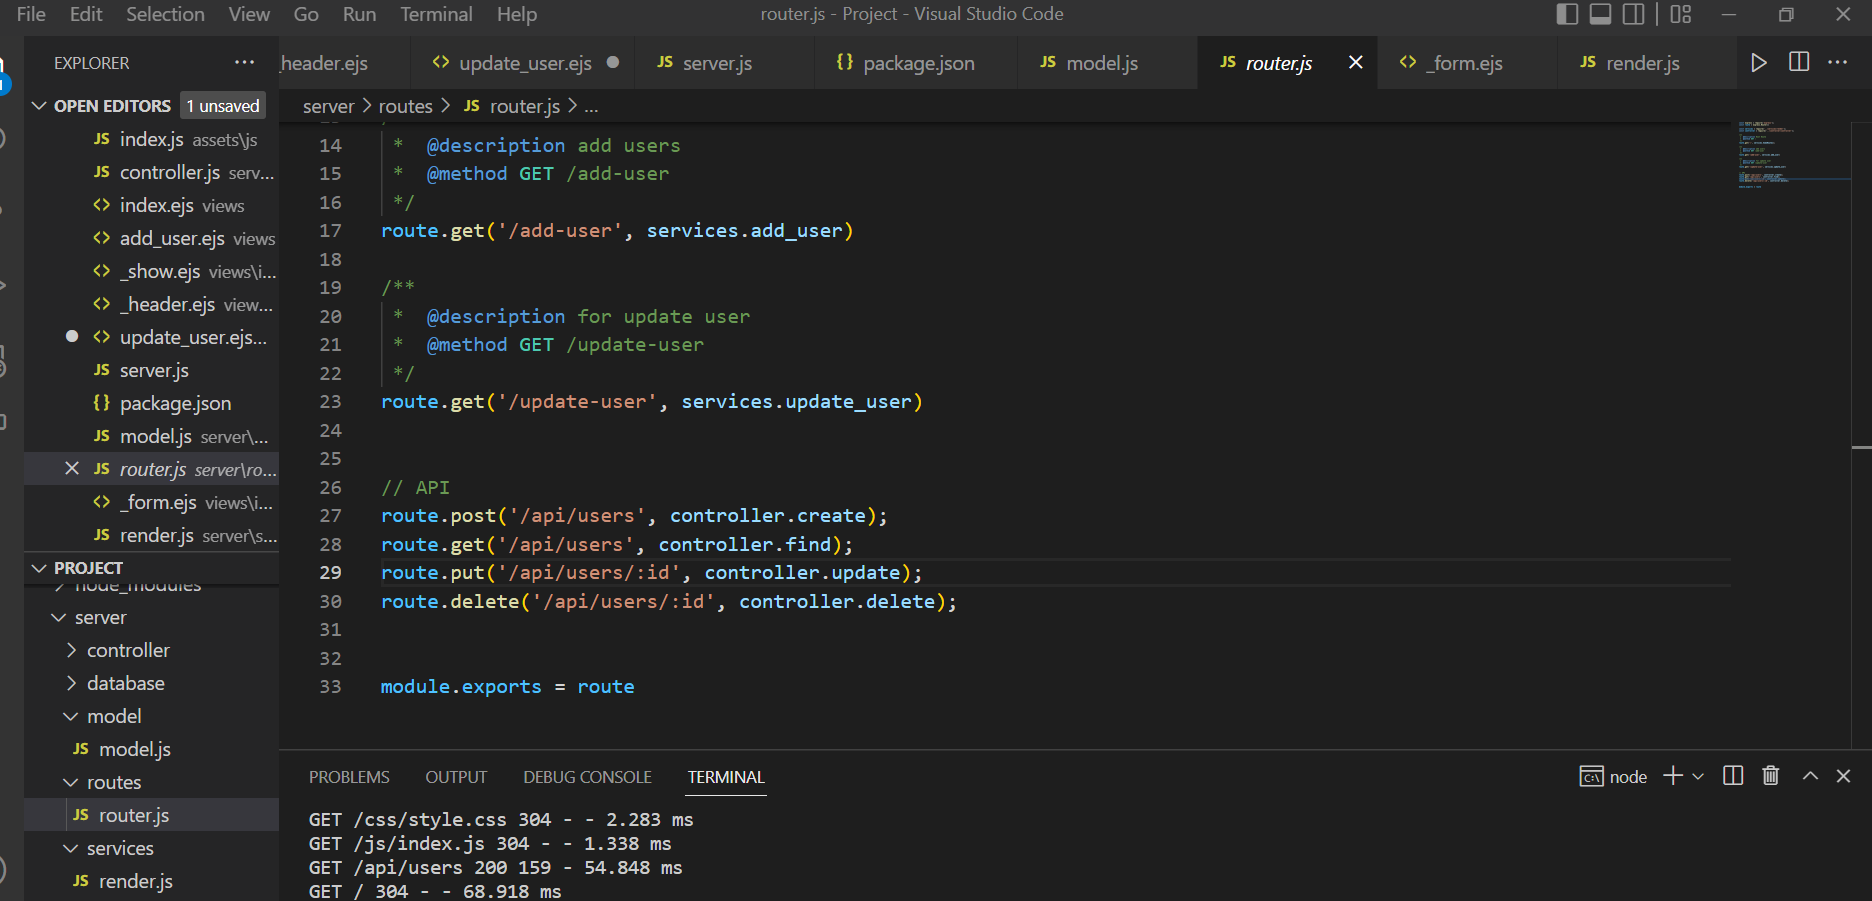 File Edit Selection View Go Run Terminal Help router.js - Project - Visual Studio Code
EXPLORER ···
_header.ejs <> update_user.ejs JS server.js {} package.json JS model.js JS router.js <> _form.ejs JS render.js
OPEN EDITORS 1 unsaved
JS index.js assets\js
JS controller.js serv...
<> index.ejs views
<> add_user.ejs views
<> _show.ejs views\i...
<> _header.ejs view...
<> update_user.ejs...
JS server.js
{} package.json
JS model.js server\...
JS router.js server\ro...
<> _form.ejs views\i...
JS render.js server\s...
PROJECT
node_modules
server
controller
database
model
JS model.js
routes
JS router.js
services
JS render.js
server > routes > JS router.js > ...
14 * @description add users
15 * @method GET /add-user
16 */
17 route.get('/add-user', services.add_user)
18
19 /**
20 * @description for update user
21 * @method GET /update-user
22 */
23 route.get('/update-user', services.update_user)
24
25
26 // API
27 route.post('/api/users', controller.create);
28 route.get('/api/users', controller.find);
29 route.put('/api/users/:id', controller.update);
30 route.delete('/api/users/:id', controller.delete);
31
32
33 module.exports = route
PROBLEMS OUTPUT DEBUG CONSOLE TERMINAL node
GET /css/style.css 304 - - 2.283 ms
GET /js/index.js 304 - - 1.338 ms
GET /api/users 200 159 - 54.848 ms
GET / 304 - - 68.918 ms